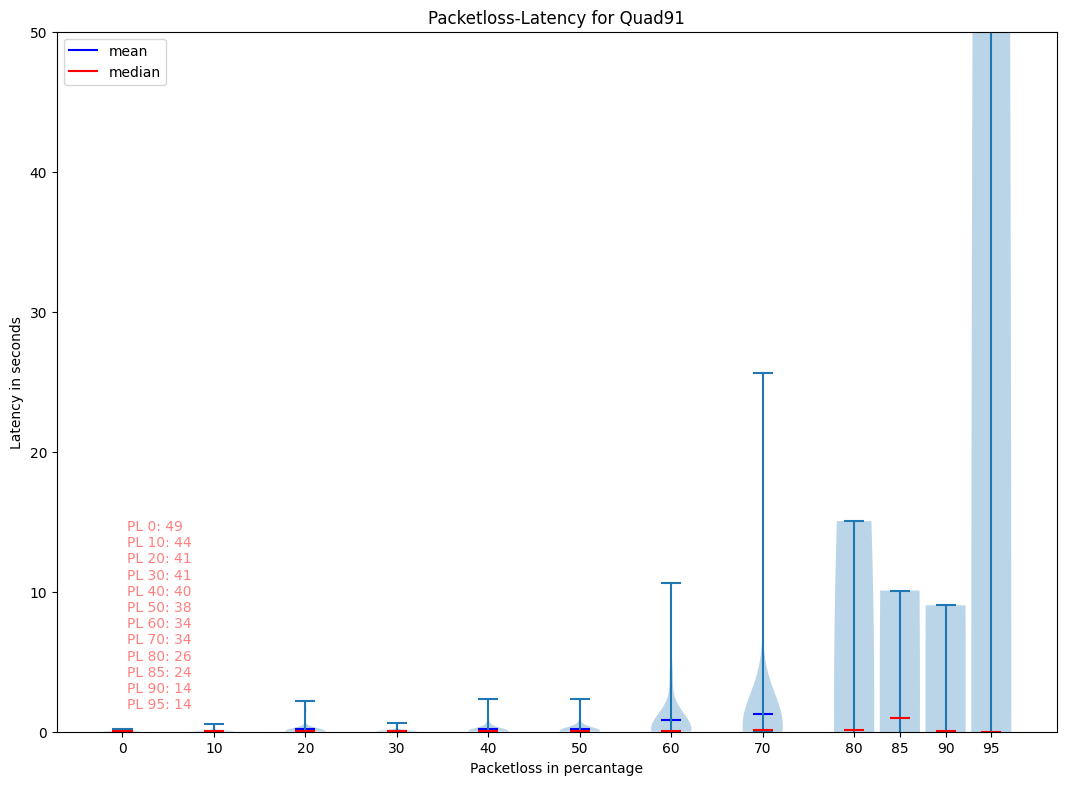 Packetloss-Latency for Quad91
mean
median
Latency in seconds
50
40
30
20
10
0
PL 0: 49
PL 10: 44
PL 20: 41
PL 30: 41
PL 40: 40
PL 50: 38
PL 60: 34
PL 70: 34
PL 80: 26
PL 85: 24
PL 90: 14
PL 95: 14
0 10 20 30 40 50 60 70 80 85 90 95
Packetloss in percantage